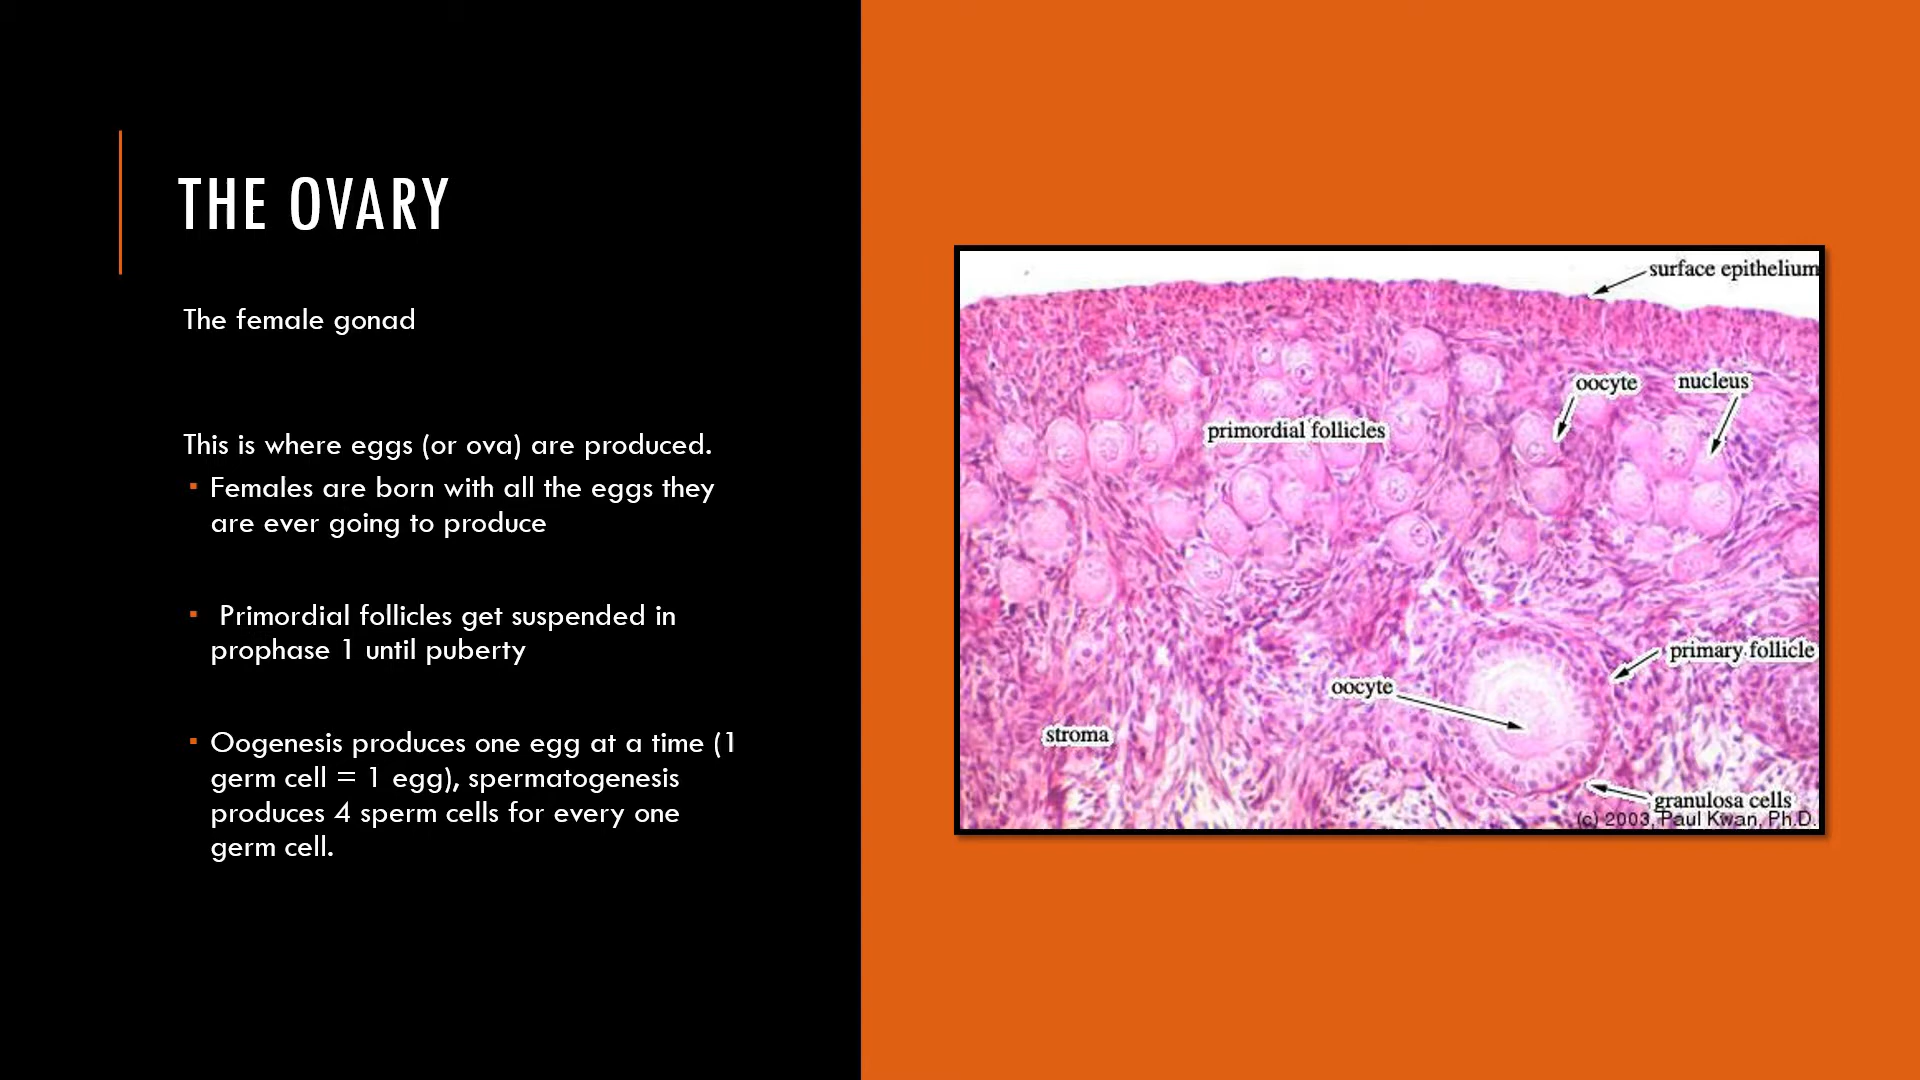 THE OVARY
The female gonad
This is where eggs (or ova) are produced.
▪ Females are born with all the eggs they
are ever going to produce
▪ Primordial follicles get suspended in
prophase 1 until puberty
▪ Oogenesis produces one egg at a time (1
germ cell = 1 egg), spermatogenesis
produces 4 sperm cells for every one
germ cell.
surface epithelium
oocyte
nucleus
primordial follicles
primary follicle
oocyte
stroma
granulosa cells
(c) 2003, Paul Kwan, Ph.D.